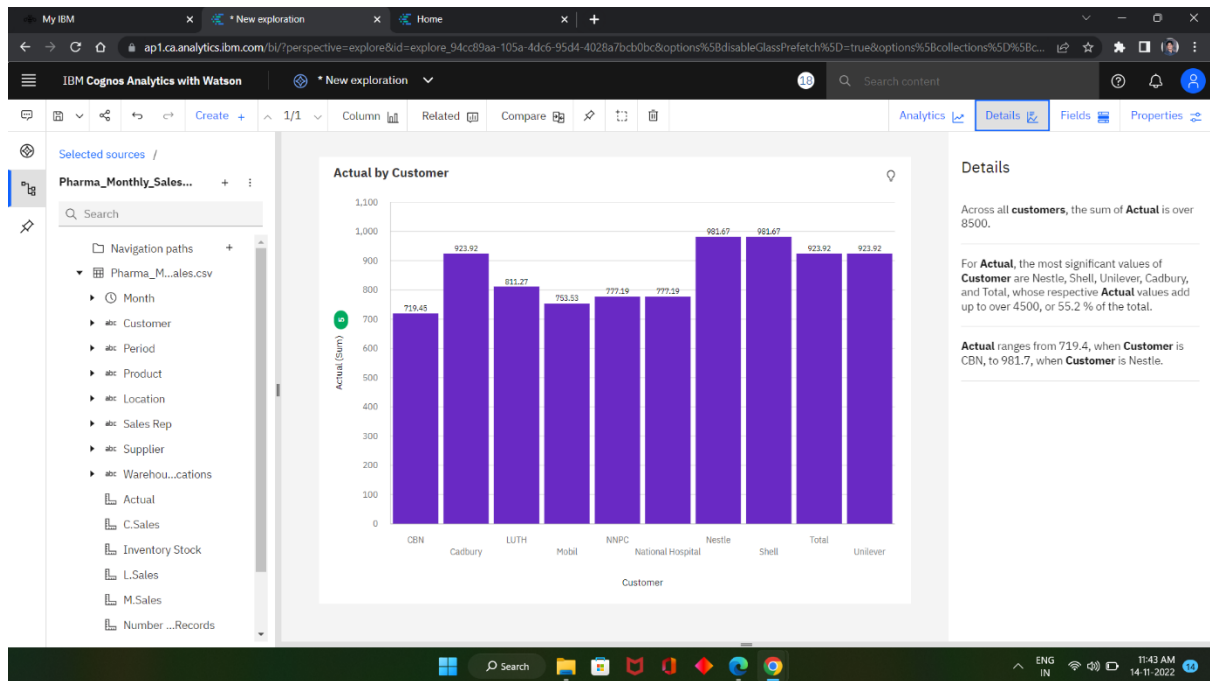 My IBM
* New exploration
Home
ap1.ca.analytics.ibm.com/bi/?perspective=explore&id=explore_94cc89aa-105a-4dc6-95d4-4028a7bcb0bc&options%5BdisableGlassPrefetch%5D=true&options%5Bcollections%5D%5Bc...
IBM Cognos Analytics with Watson
* New exploration
18
Search content
Create +
1/1
Column
Related
Compare
Analytics
Details
Fields
Properties
Selected sources /
Pharma_Monthly_Sales...
Search
Navigation paths
Pharma_M...ales.csv
Month
abc Customer
abc Period
abc Product
abc Location
abc Sales Rep
abc Supplier
abc Warehou...cations
Actual
C.Sales
Inventory Stock
L.Sales
M.Sales
Number ...Records
Actual by Customer
1,100
1,000
900
800
700
600
500
400
300
200
100
0
Actual (Sum)
5
719.45
923.92
811.27
753.53
777.19
777.19
981.67
981.67
923.92
923.92
CBN
Cadbury
LUTH
Mobil
NNPC
National Hospital
Nestle
Shell
Total
Unilever
Customer
Details
Across all customers, the sum of Actual is over
8500.
For Actual, the most significant values of
Customer are Nestle, Shell, Unilever, Cadbury,
and Total, whose respective Actual values add
up to over 4500, or 55.2 % of the total.
Actual ranges from 719.4, when Customer is
CBN, to 981.7, when Customer is Nestle.
Search
ENG
IN
11:43 AM
14-11-2022
14